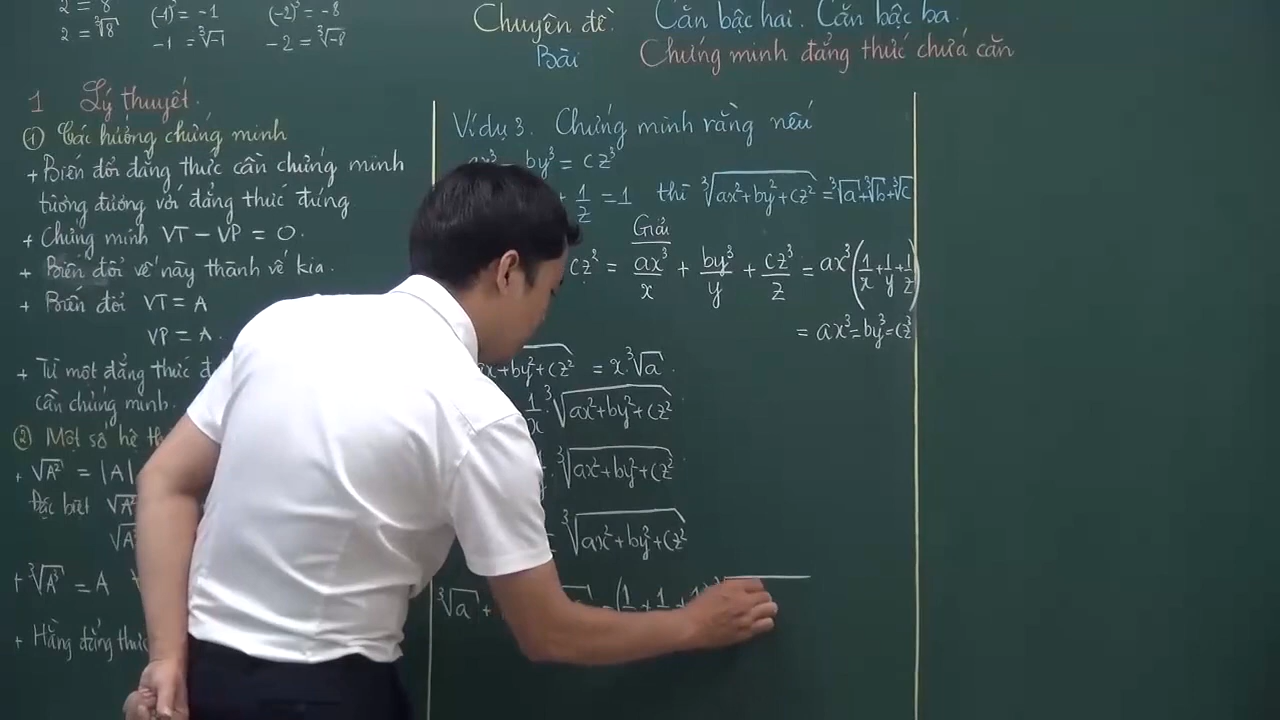 2 = 8
2 = ∛8
(-1)³ = -1
-1 = ∛-1
(-2)³ = -8
-2 = ∛-8
Chuyên đề. Căn bậc hai. Căn bậc ba.
Bài Chứng minh đẳng thức chứa căn
1 Lý thuyết.
① Các hướng chứng minh
+ Biến đổi đẳng thức cần chứng minh
tương đương với đẳng thức đúng
+ Chứng minh VT - VP = 0.
+ Biến đổi vế này thành vế kia.
+ Biến đổi VT = A
VP = A.
+ Từ một đẳng thức
cần chứng minh.
② Một số hệ
+ √A² = |A|
Đặc biệt
+ ∛A³ = A
+ Hằng đẳng thức
Ví dụ 3. Chứng minh rằng nếu
by³ = cz³
+ 1/z = 1 thì ∛ax²+by²+cz² = ∛a+∛b+∛c
Giải
cz² = ax³/x + by³/y + cz³/z = ax³(1/x+1/y+1/z)
= ax³=by³=cz³
x+by²+cz² = x.∛a.
1/x.∛ax²+by²+cz²
∛ax²+by²+cz²
∛ax²+by²+cz²
∛a + = (1 + 1 + 1